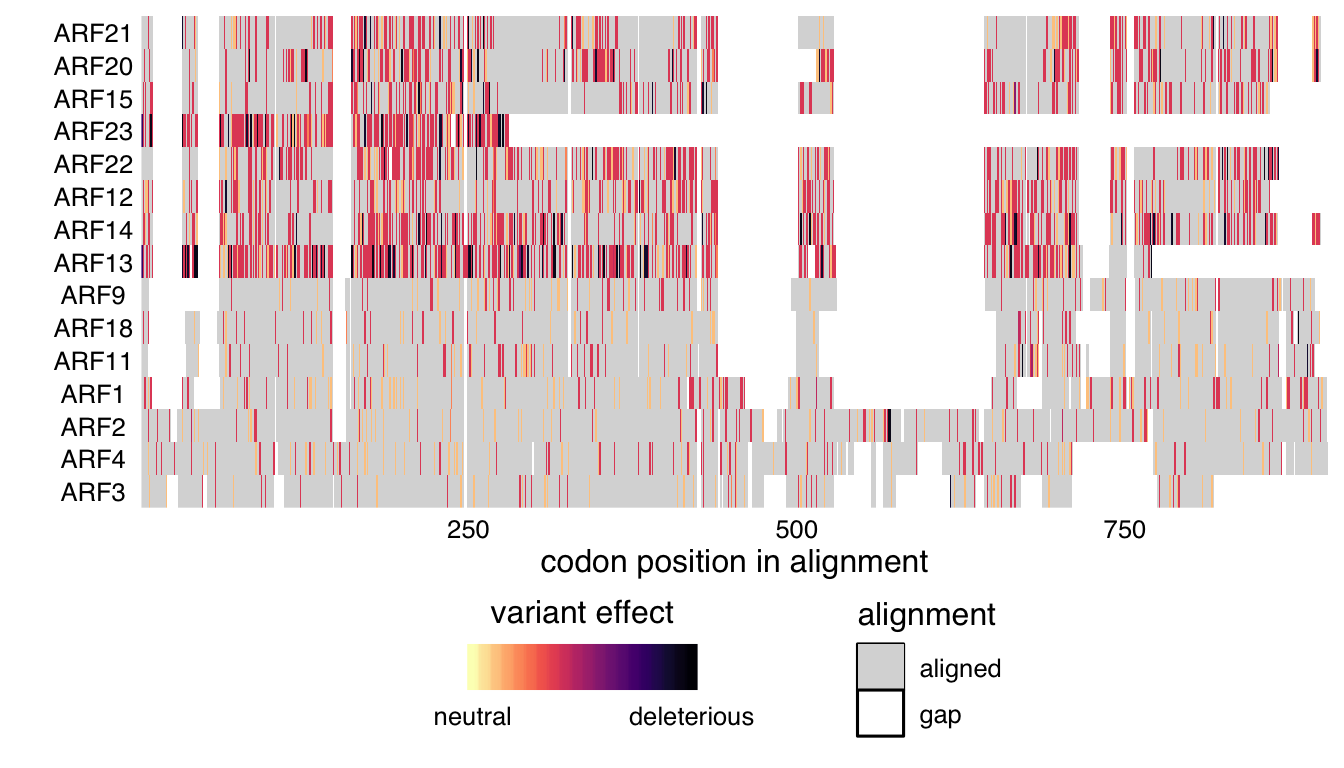 ARF21
ARF20
ARF15
ARF23
ARF22
ARF12
ARF14
ARF13
ARF9
ARF18
ARF11
ARF1
ARF2
ARF4
ARF3
250 500 750
codon position in alignment
variant effect
neutral deleterious
alignment
aligned
gap